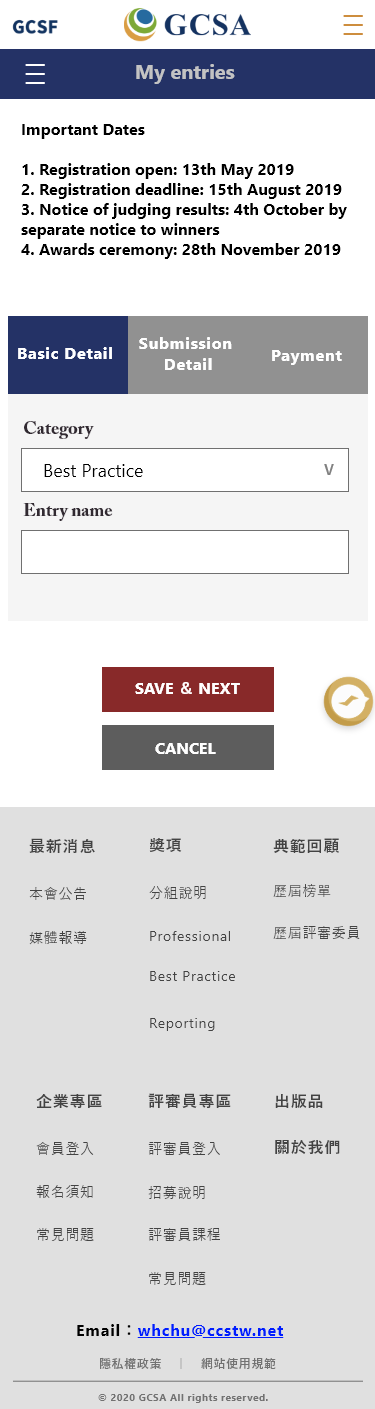 GCSF
GCSA
My entries
Important Dates
1. Registration open: 13th May 2019
2. Registration deadline: 15th August 2019
3. Notice of judging results: 4th October by
separate notice to winners
4. Awards ceremony: 28th November 2019
Basic Detail
Submission
Detail
Payment
Category
Best Practice
V
Entry name
SAVE & NEXT
CANCEL
最新消息
本會公告
媒體報導
獎項
分組說明
Professional
Best Practice
Reporting
典範回顧
歷屆榜單
歷屆評審委員
企業專區
會員登入
報名須知
常見問題
評審員專區
評審員登入
招募說明
評審員課程
常見問題
出版品
關於我們
Email：whchu@ccstw.net
隱私權政策 | 網站使用規範
© 2020 GCSA All rights reserved.